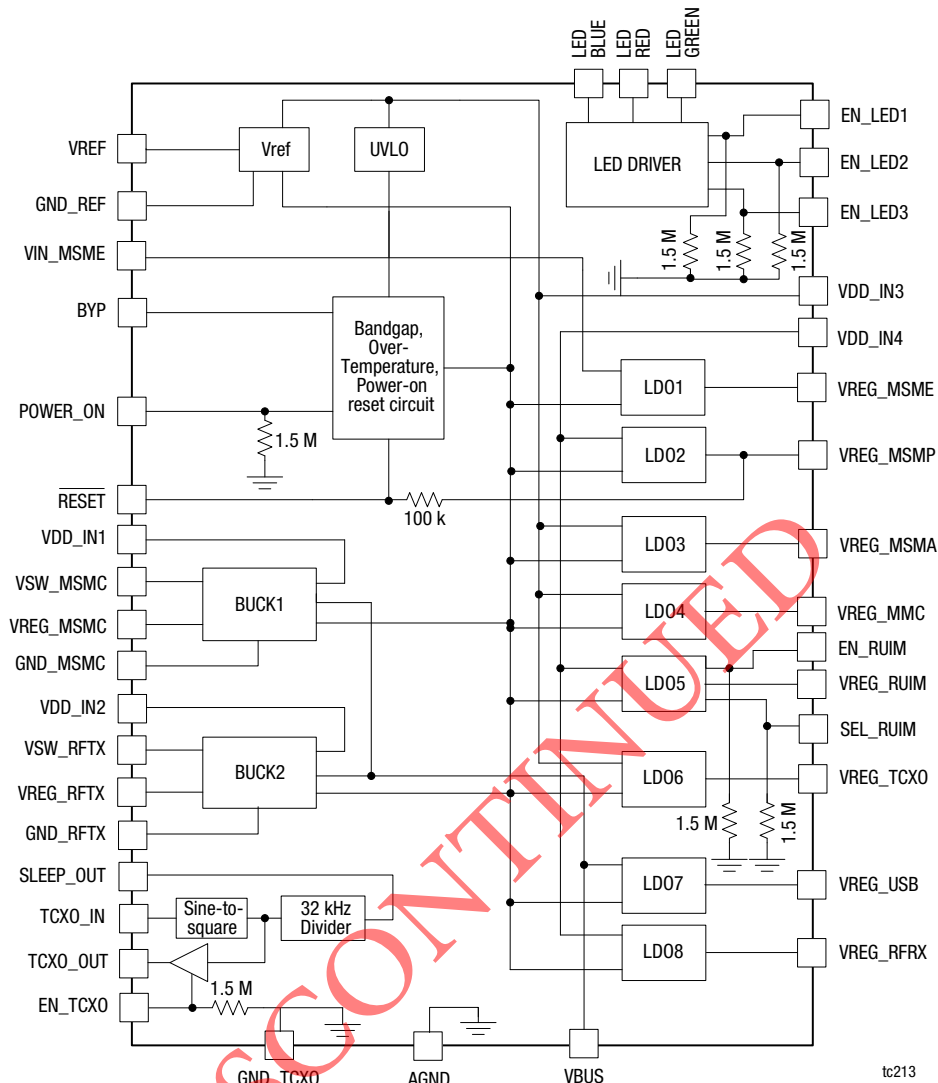 LED BLUE
LED RED
LED GREEN
VREF
GND_REF
VIN_MSME
BYP
POWER_ON
RESET
VDD_IN1
VSW_MSMC
VREG_MSMC
GND_MSMC
VDD_IN2
VSW_RFTX
VREG_RFTX
GND_RFTX
SLEEP_OUT
TCXO_IN
TCXO_OUT
EN_TCXO
Vref
UVLO
LED DRIVER
Bandgap,
Over-
Temperature,
Power-on
reset circuit
1.5 M
100 k
BUCK1
BUCK2
Sine-to-
square
32 kHz
Divider
1.5 M
1.5 M
1.5 M
1.5 M
LDO1
LDO2
LDO3
LDO4
LDO5
LDO6
LDO7
LDO8
1.5 M
1.5 M
EN_LED1
EN_LED2
EN_LED3
VDD_IN3
VDD_IN4
VREG_MSME
VREG_MSMP
VREG_MSMA
VREG_MMC
EN_RUIM
VREG_RUIM
SEL_RUIM
VREG_TCXO
VREG_USB
VREG_RFRX
GND_TCXO
AGND
VBUS
tc213
SCONTINUED